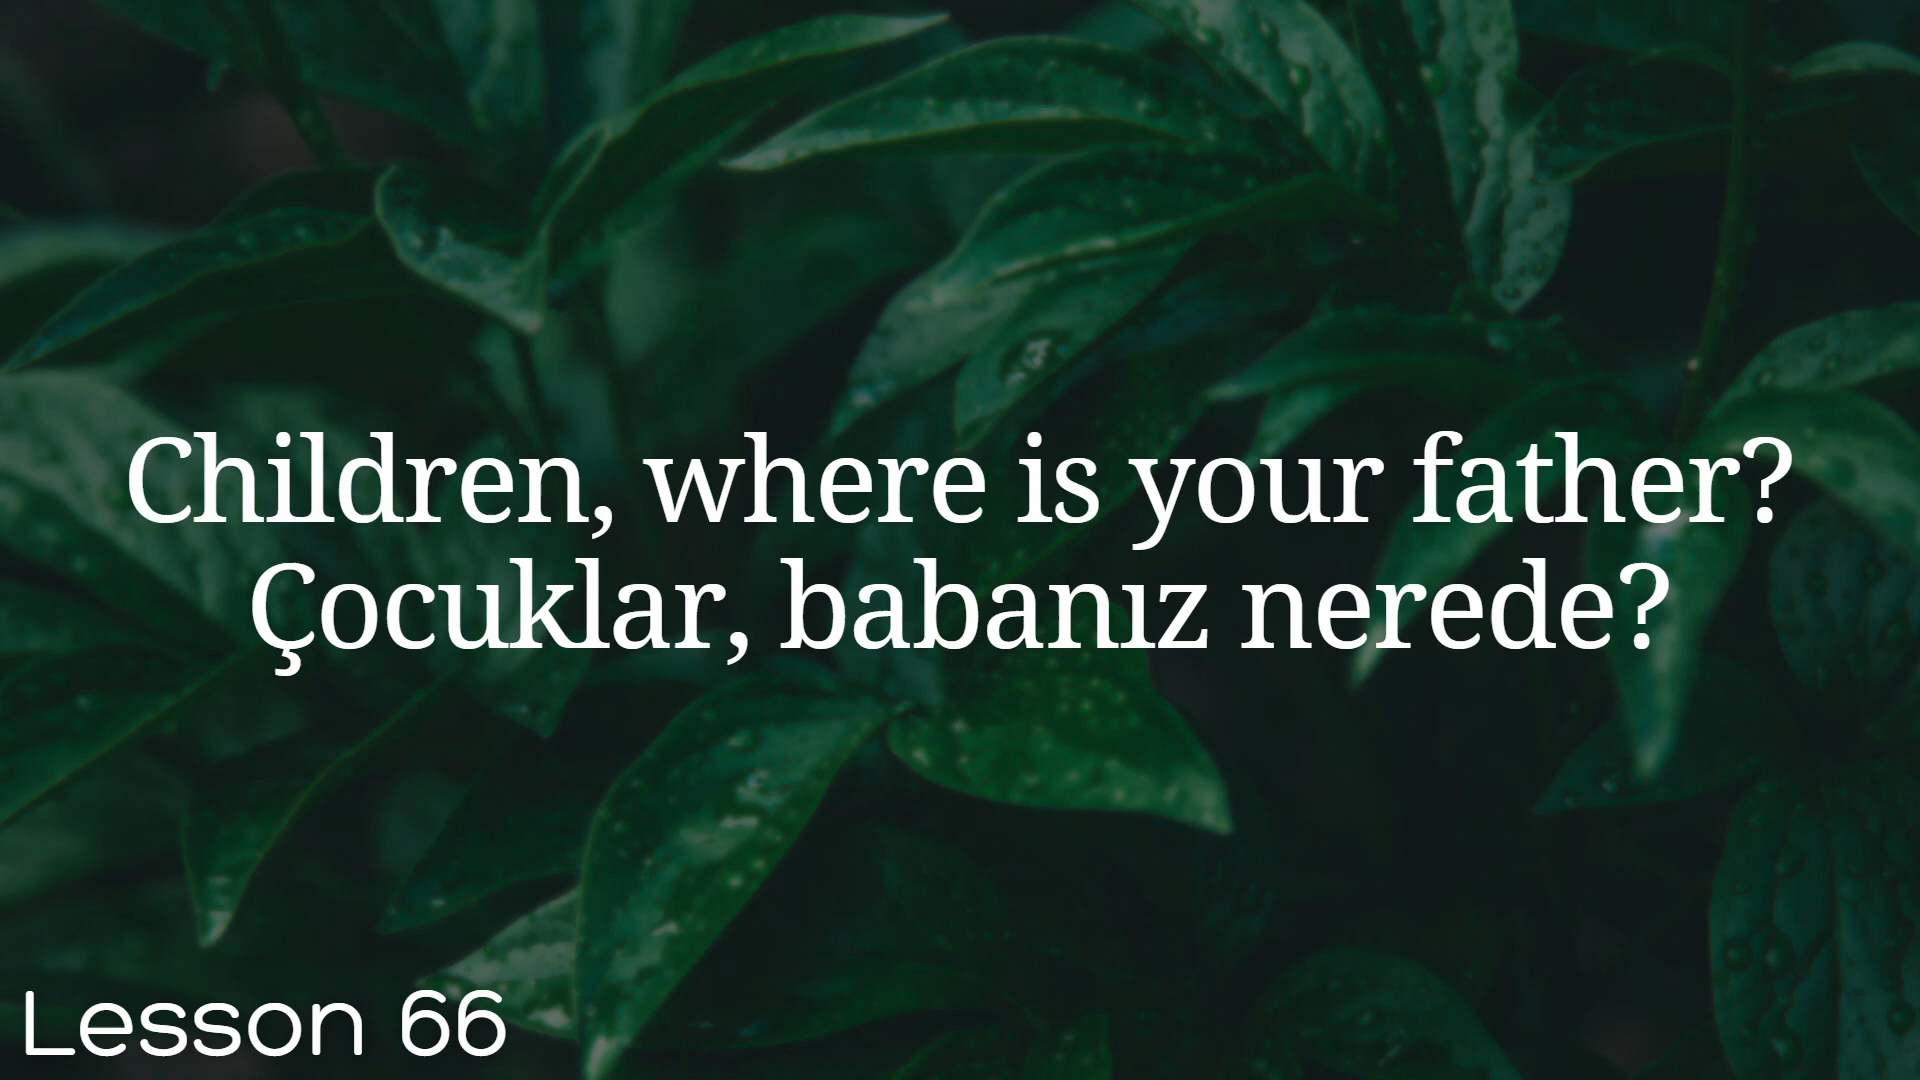 Children, where is your father?
Çocuklar, babanız nerede?
Lesson 66